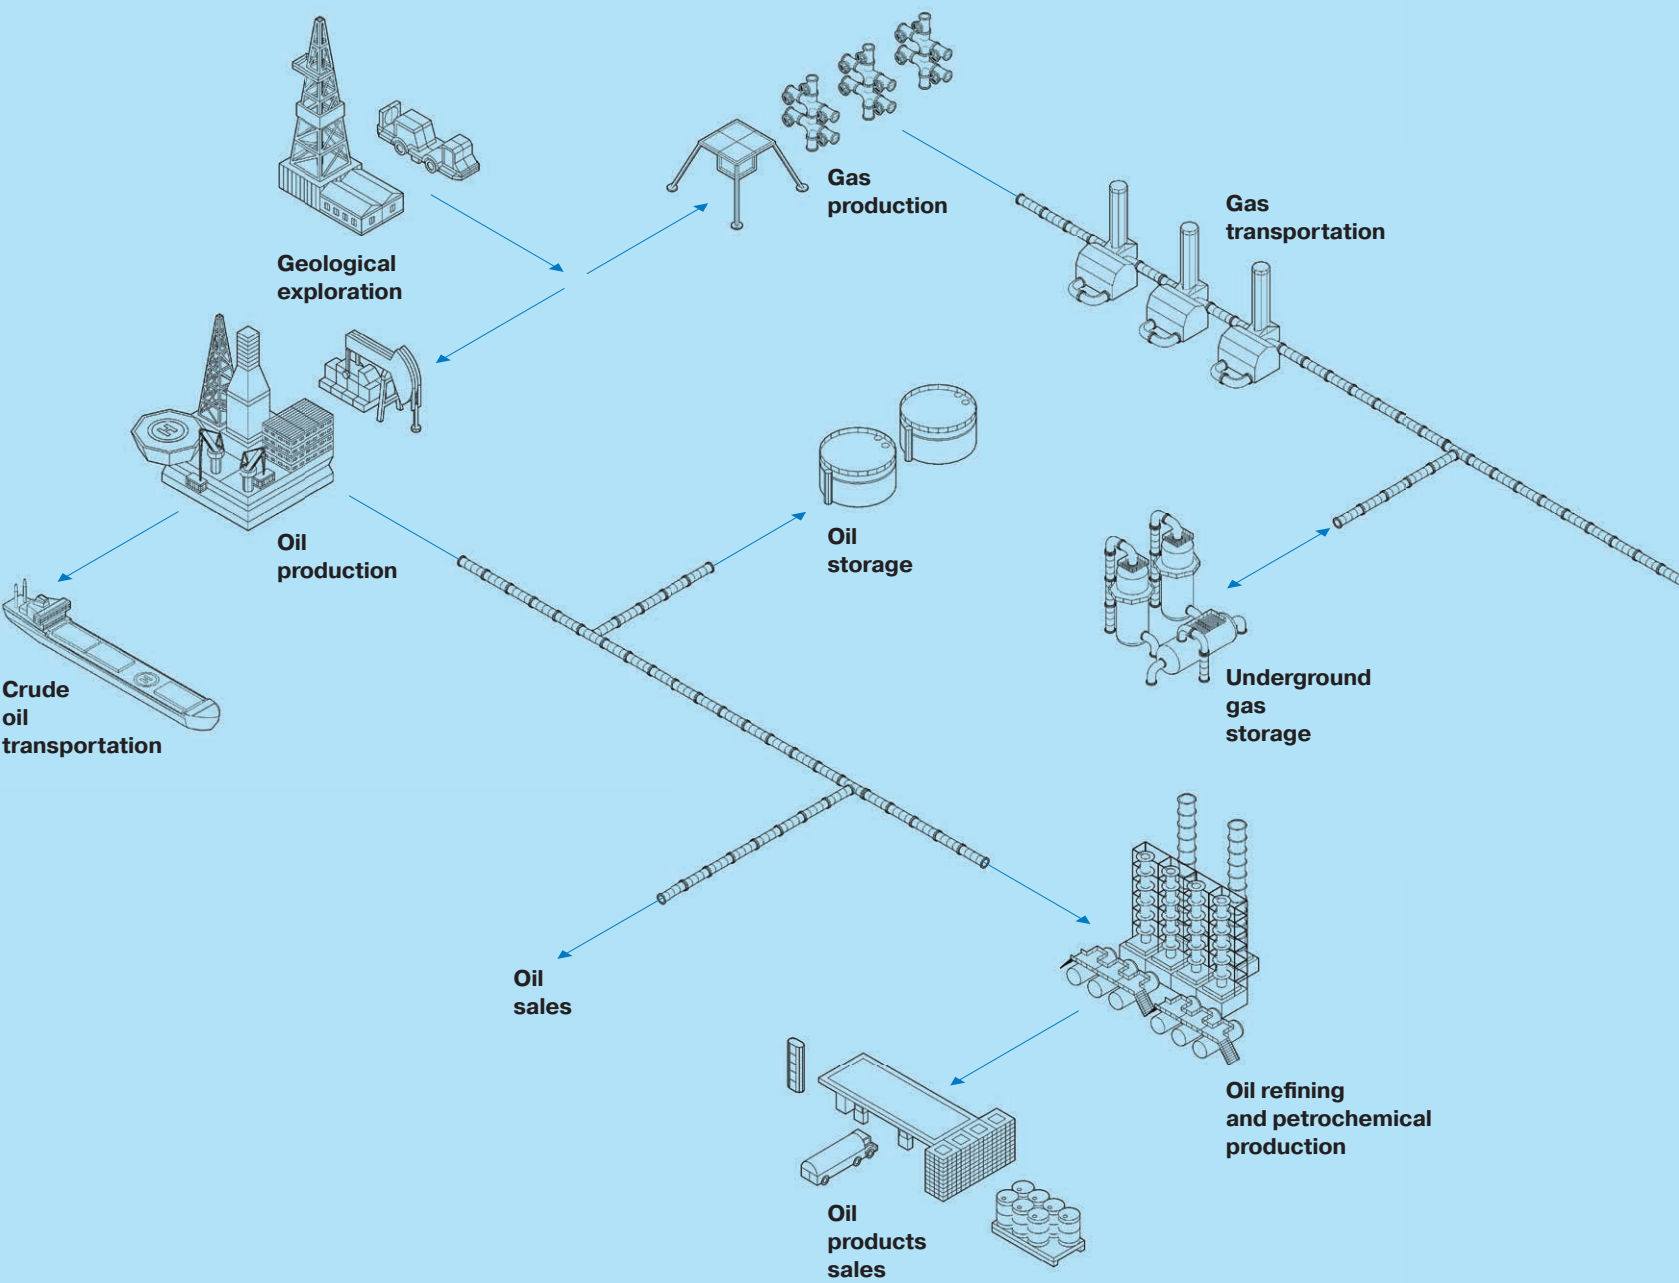 Gas
production
Gas
transportation
Geological
exploration
Oil
production
Oil
storage
Crude
oil
transportation
Underground
gas
storage
Oil
sales
Oil refining
and petrochemical
production
Oil
products
sales